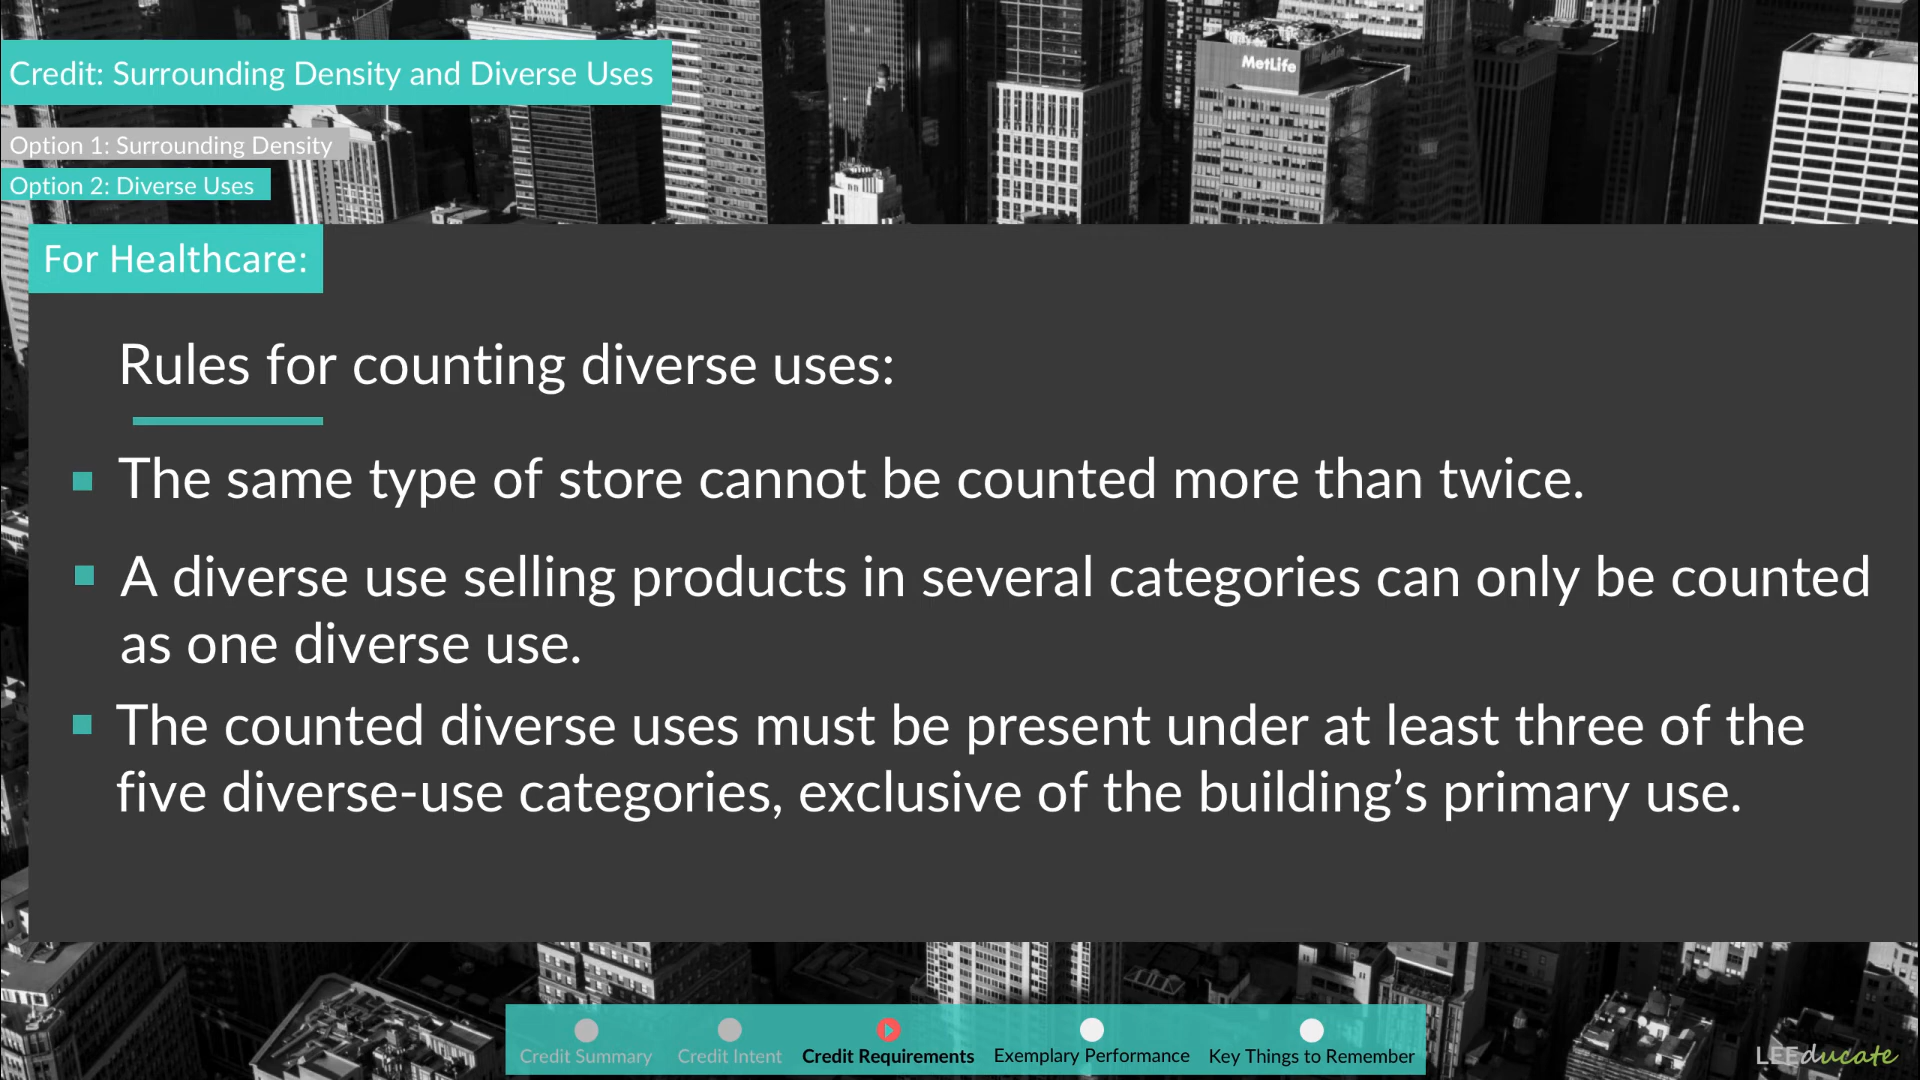 Credit: Surrounding Density and Diverse Uses
MetLife
Option 1: Surrounding Density
Option 2: Diverse Uses
For Healthcare:
Rules for counting diverse uses:
The same type of store cannot be counted more than twice.
A diverse use selling products in several categories can only be counted
as one diverse use.
The counted diverse uses must be present under at least three of the
five diverse-use categories, exclusive of the building’s primary use.
Credit Summary
Credit Intent
Credit Requirements
Exemplary Performance
Key Things to Remember
LEEducate